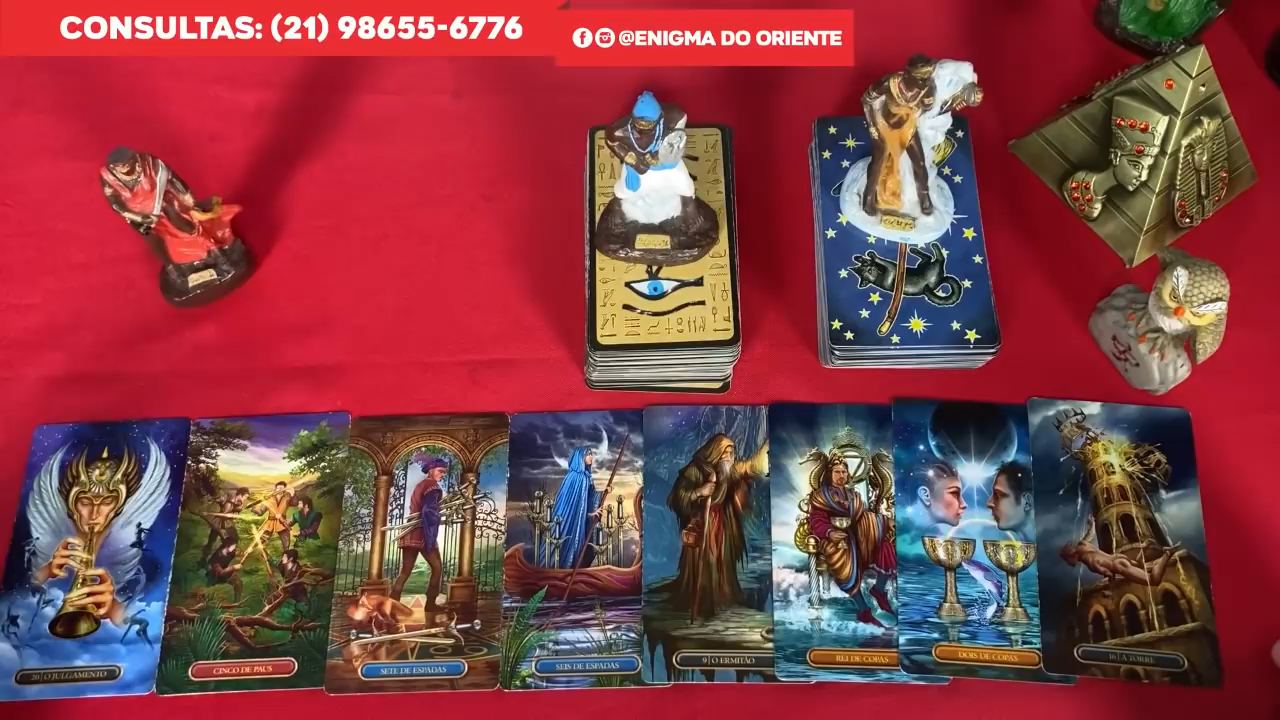 CONSULTAS: (21) 98655-6776
@ENIGMA DO ORIENTE
20 | O JULGAMENTO
CINCO DE PAUS
SETE DE ESPADAS
SEIS DE ESPADAS
9 | O ERMITÃO
REI DE COPAS
DOIS DE COPAS
16 | A TORRE